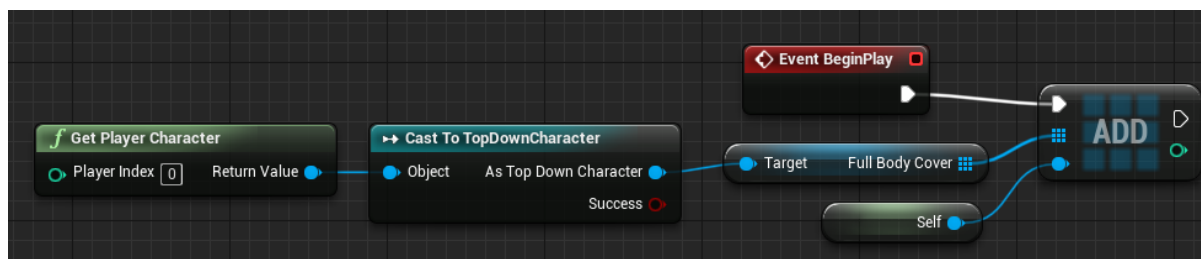 Event BeginPlay
ADD
f Get Player Character
Player Index 0 Return Value
Cast To TopDownCharacter
Object As Top Down Character
Success
Target Full Body Cover
Self